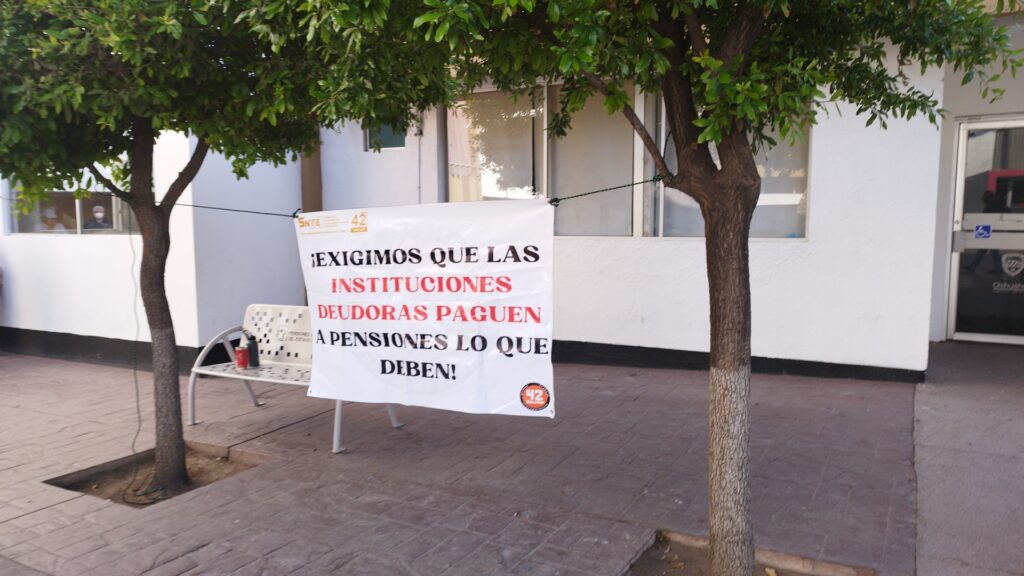 SNTE
42
¡EXIGIMOS QUE LAS
INSTITUCIONES
DEUDORAS PAGUEN
A PENSIONES LO QUE
DEBEN!
42